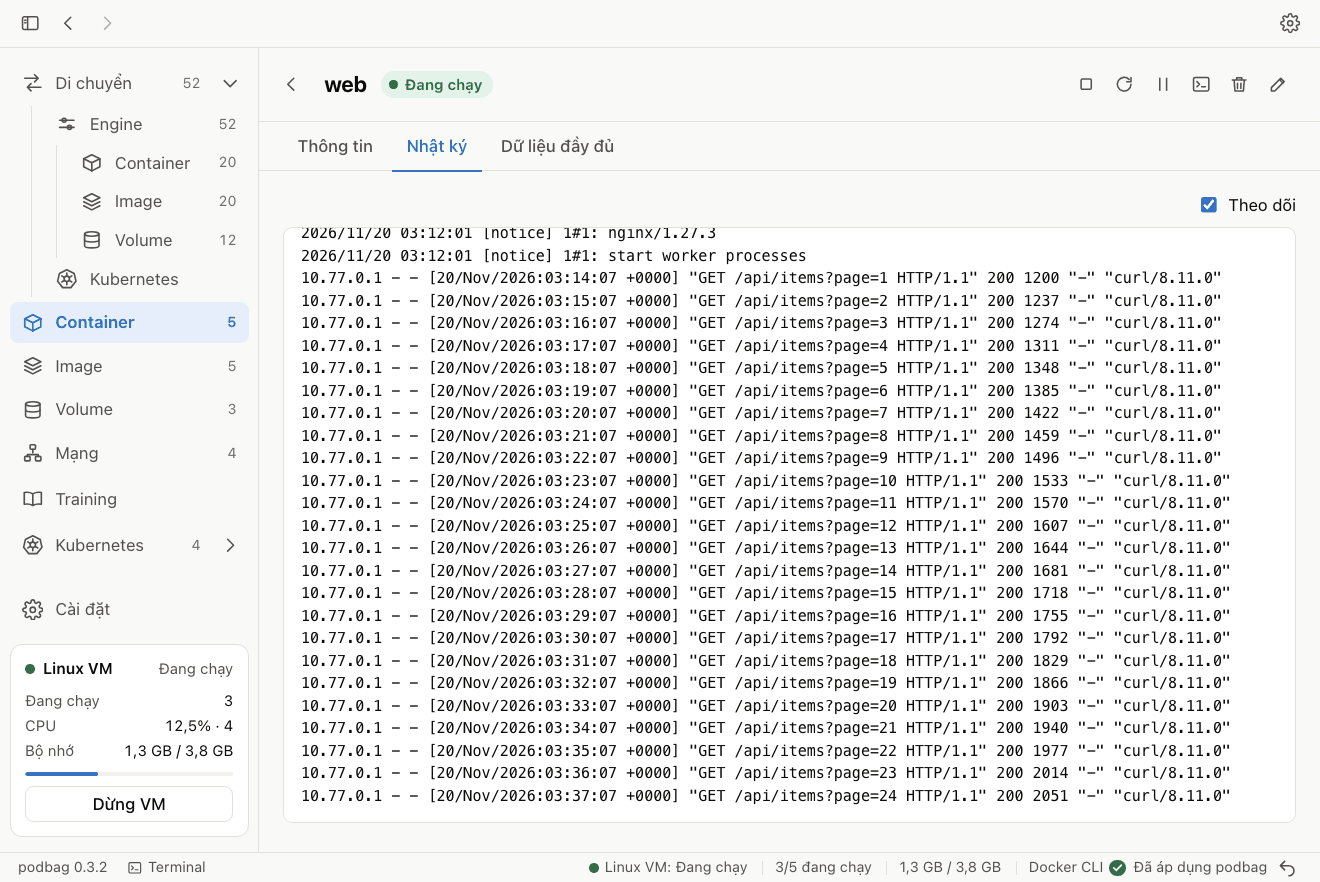 Di chuyển 52
Engine 52
Container 20
Image 20
Volume 12
Kubernetes
Container 5
Image 5
Volume 3
Mạng 4
Training
Kubernetes 4
Cài đặt
Linux VM Đang chạy
Đang chạy 3
CPU 12,5% · 4
Bộ nhớ 1,3 GB / 3,8 GB
Dừng VM
web Đang chạy
Thông tin Nhật ký Dữ liệu đầy đủ
Theo dõi
2026/11/20 03:12:01 [notice] 1#1: nginx/1.27.3
2026/11/20 03:12:01 [notice] 1#1: start worker processes
10.77.0.1 - - [20/Nov/2026:03:14:07 +0000] "GET /api/items?page=1 HTTP/1.1" 200 1200 "-" "curl/8.11.0"
10.77.0.1 - - [20/Nov/2026:03:15:07 +0000] "GET /api/items?page=2 HTTP/1.1" 200 1237 "-" "curl/8.11.0"
10.77.0.1 - - [20/Nov/2026:03:16:07 +0000] "GET /api/items?page=3 HTTP/1.1" 200 1274 "-" "curl/8.11.0"
10.77.0.1 - - [20/Nov/2026:03:17:07 +0000] "GET /api/items?page=4 HTTP/1.1" 200 1311 "-" "curl/8.11.0"
10.77.0.1 - - [20/Nov/2026:03:18:07 +0000] "GET /api/items?page=5 HTTP/1.1" 200 1348 "-" "curl/8.11.0"
10.77.0.1 - - [20/Nov/2026:03:19:07 +0000] "GET /api/items?page=6 HTTP/1.1" 200 1385 "-" "curl/8.11.0"
10.77.0.1 - - [20/Nov/2026:03:20:07 +0000] "GET /api/items?page=7 HTTP/1.1" 200 1422 "-" "curl/8.11.0"
10.77.0.1 - - [20/Nov/2026:03:21:07 +0000] "GET /api/items?page=8 HTTP/1.1" 200 1459 "-" "curl/8.11.0"
10.77.0.1 - - [20/Nov/2026:03:22:07 +0000] "GET /api/items?page=9 HTTP/1.1" 200 1496 "-" "curl/8.11.0"
10.77.0.1 - - [20/Nov/2026:03:23:07 +0000] "GET /api/items?page=10 HTTP/1.1" 200 1533 "-" "curl/8.11.0"
10.77.0.1 - - [20/Nov/2026:03:24:07 +0000] "GET /api/items?page=11 HTTP/1.1" 200 1570 "-" "curl/8.11.0"
10.77.0.1 - - [20/Nov/2026:03:25:07 +0000] "GET /api/items?page=12 HTTP/1.1" 200 1607 "-" "curl/8.11.0"
10.77.0.1 - - [20/Nov/2026:03:26:07 +0000] "GET /api/items?page=13 HTTP/1.1" 200 1644 "-" "curl/8.11.0"
10.77.0.1 - - [20/Nov/2026:03:27:07 +0000] "GET /api/items?page=14 HTTP/1.1" 200 1681 "-" "curl/8.11.0"
10.77.0.1 - - [20/Nov/2026:03:28:07 +0000] "GET /api/items?page=15 HTTP/1.1" 200 1718 "-" "curl/8.11.0"
10.77.0.1 - - [20/Nov/2026:03:29:07 +0000] "GET /api/items?page=16 HTTP/1.1" 200 1755 "-" "curl/8.11.0"
10.77.0.1 - - [20/Nov/2026:03:30:07 +0000] "GET /api/items?page=17 HTTP/1.1" 200 1792 "-" "curl/8.11.0"
10.77.0.1 - - [20/Nov/2026:03:31:07 +0000] "GET /api/items?page=18 HTTP/1.1" 200 1829 "-" "curl/8.11.0"
10.77.0.1 - - [20/Nov/2026:03:32:07 +0000] "GET /api/items?page=19 HTTP/1.1" 200 1866 "-" "curl/8.11.0"
10.77.0.1 - - [20/Nov/2026:03:33:07 +0000] "GET /api/items?page=20 HTTP/1.1" 200 1903 "-" "curl/8.11.0"
10.77.0.1 - - [20/Nov/2026:03:34:07 +0000] "GET /api/items?page=21 HTTP/1.1" 200 1940 "-" "curl/8.11.0"
10.77.0.1 - - [20/Nov/2026:03:35:07 +0000] "GET /api/items?page=22 HTTP/1.1" 200 1977 "-" "curl/8.11.0"
10.77.0.1 - - [20/Nov/2026:03:36:07 +0000] "GET /api/items?page=23 HTTP/1.1" 200 2014 "-" "curl/8.11.0"
10.77.0.1 - - [20/Nov/2026:03:37:07 +0000] "GET /api/items?page=24 HTTP/1.1" 200 2051 "-" "curl/8.11.0"
podbag 0.3.2 Terminal Linux VM: Đang chạy 3/5 đang chạy 1,3 GB / 3,8 GB Docker CLI Đã áp dụng podbag